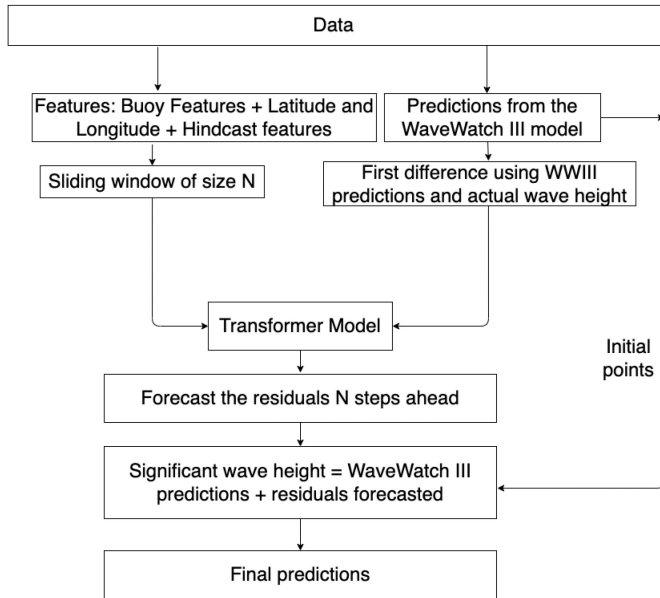 Data
Features: Buoy Features + Latitude and
Longitude + Hindcast features
Predictions from the
WaveWatch III model
Sliding window of size N
First difference using WWIII
predictions and actual wave height
Transformer Model
Initial
points
Forecast the residuals N steps ahead
Significant wave height = WaveWatch III
predictions + residuals forecasted
Final predictions